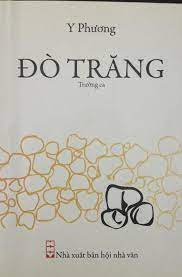 Y Phương
ĐÒ TRĂNG
Trường ca
Nhà xuất bản hội nhà văn